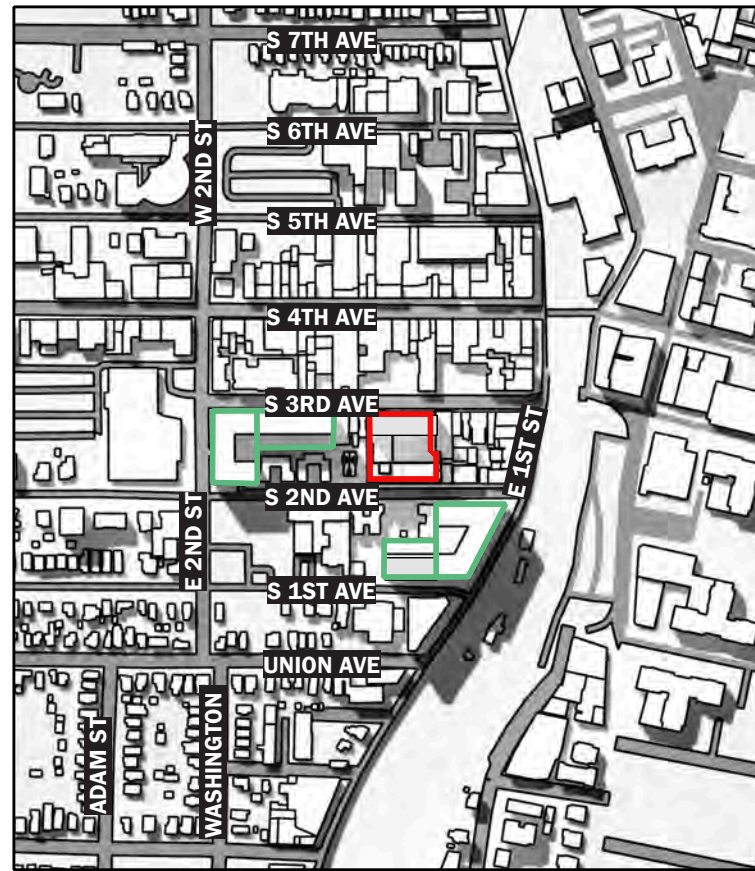 S 7TH AVE
S 6TH AVE
W 2ND ST
S 5TH AVE
S 4TH AVE
S 3RD AVE
E 1ST ST
S 2ND AVE
E 2ND ST
S 1ST AVE
UNION AVE
ADAM ST
WASHINGTON